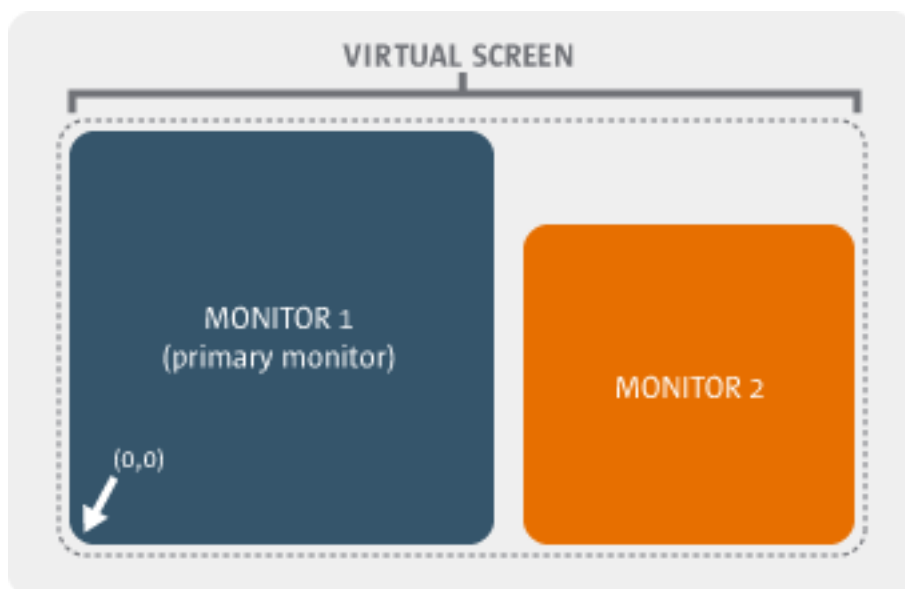 VIRTUAL SCREEN
MONITOR 1
(primary monitor)
MONITOR 2
(0,0)